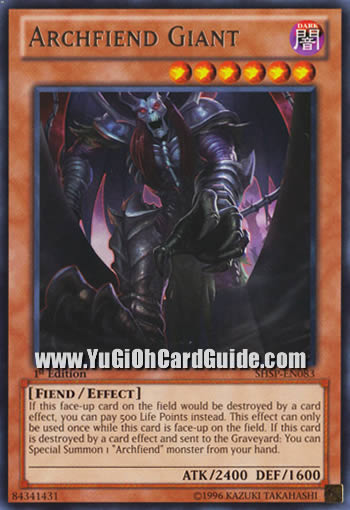 ARCHFIEND GIANT
DARK
闇
www.YuGiOhCardGuide.com
1st Edition
SHSP-EN083
[FIEND / EFFECT]
If this face-up card on the field would be destroyed by a card
effect, you can pay 500 Life Points instead. This effect can only
be used once while this card is face-up on the field. If this
card is destroyed by a card effect and sent to the Graveyard: You can
Special Summon 1 "Archfiend" monster from your hand.
ATK/2400 DEF/1600
84341431
©1996 KAZUKI TAKAHASHI